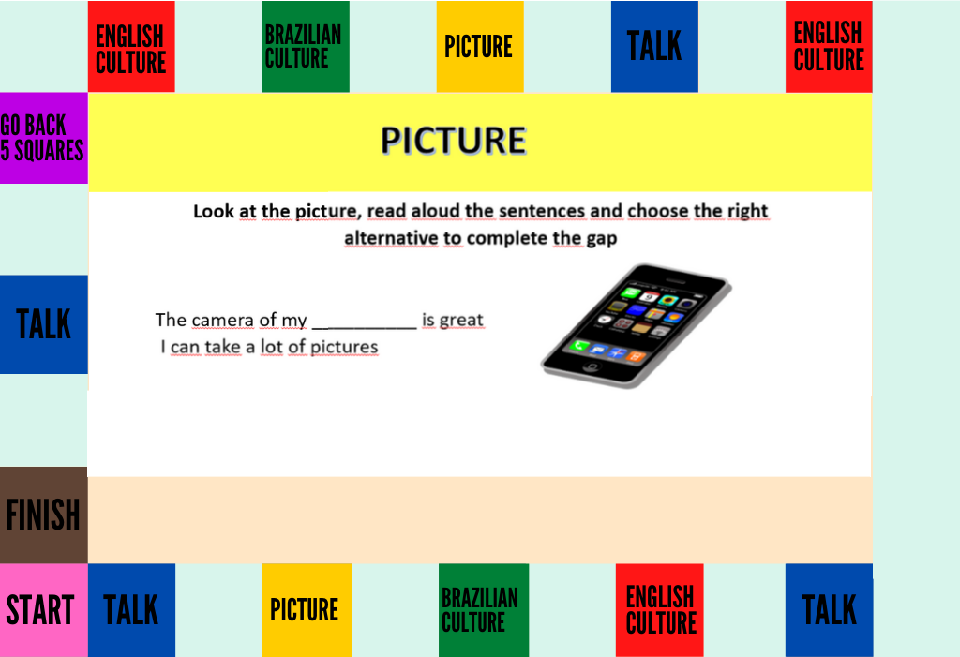 ENGLISH
CULTURE
BRAZILIAN
CULTURE
PICTURE
TALK
ENGLISH
CULTURE
GO BACK
5 SQUARES
PICTURE
Look at the picture, read aloud the sentences and choose the right
alternative to complete the gap
The camera of my __________ is great
I can take a lot of pictures
TALK
FINISH
START
TALK
PICTURE
BRAZILIAN
CULTURE
ENGLISH
CULTURE
TALK